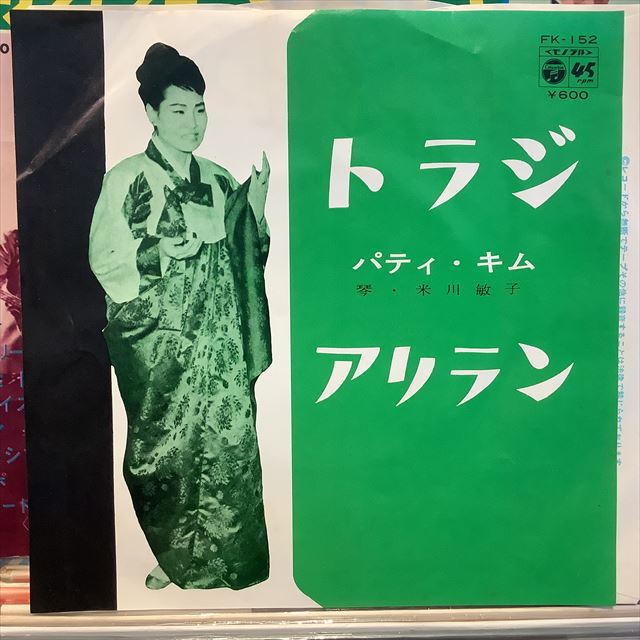 FK-152
<モノラル>
Columbia
45
rpm
¥600
トラジ
パティ・キム
琴・米川敏子
アリラン